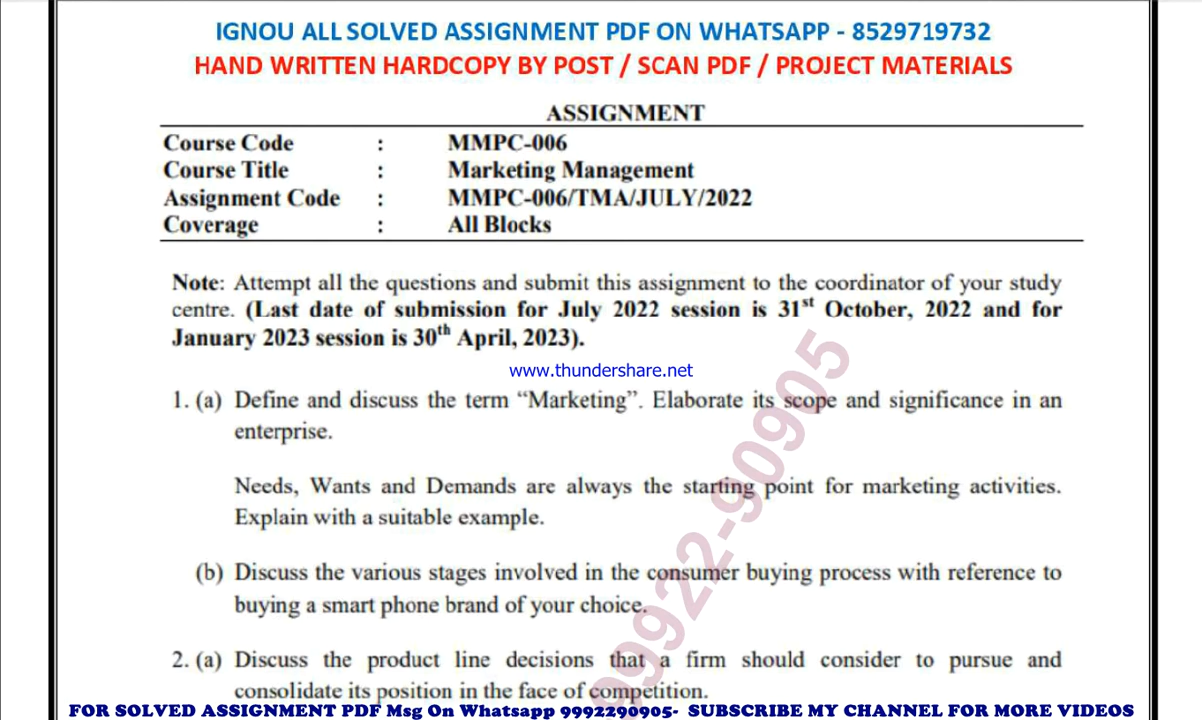 IGNOU ALL SOLVED ASSIGNMENT PDF ON WHATSAPP - 8529719732
HAND WRITTEN HARDCOPY BY POST / SCAN PDF / PROJECT MATERIALS
ASSIGNMENT
Course Code : MMPC-006
Course Title : Marketing Management
Assignment Code : MMPC-006/TMA/JULY/2022
Coverage : All Blocks
Note: Attempt all the questions and submit this assignment to the coordinator of your study
centre. (Last date of submission for July 2022 session is 31st October, 2022 and for
January 2023 session is 30th April, 2023).
www.thundershare.net
1. (a) Define and discuss the term “Marketing”. Elaborate its scope and significance in an
enterprise.
Needs, Wants and Demands are always the starting point for marketing activities.
Explain with a suitable example.
(b) Discuss the various stages involved in the consumer buying process with reference to
buying a smart phone brand of your choice.
2. (a) Discuss the product line decisions that a firm should consider to pursue and
consolidate its position in the face of competition.
99922-90905
FOR SOLVED ASSIGNMENT PDF Msg On Whatsapp 9992290905- SUBSCRIBE MY CHANNEL FOR MORE VIDEOS